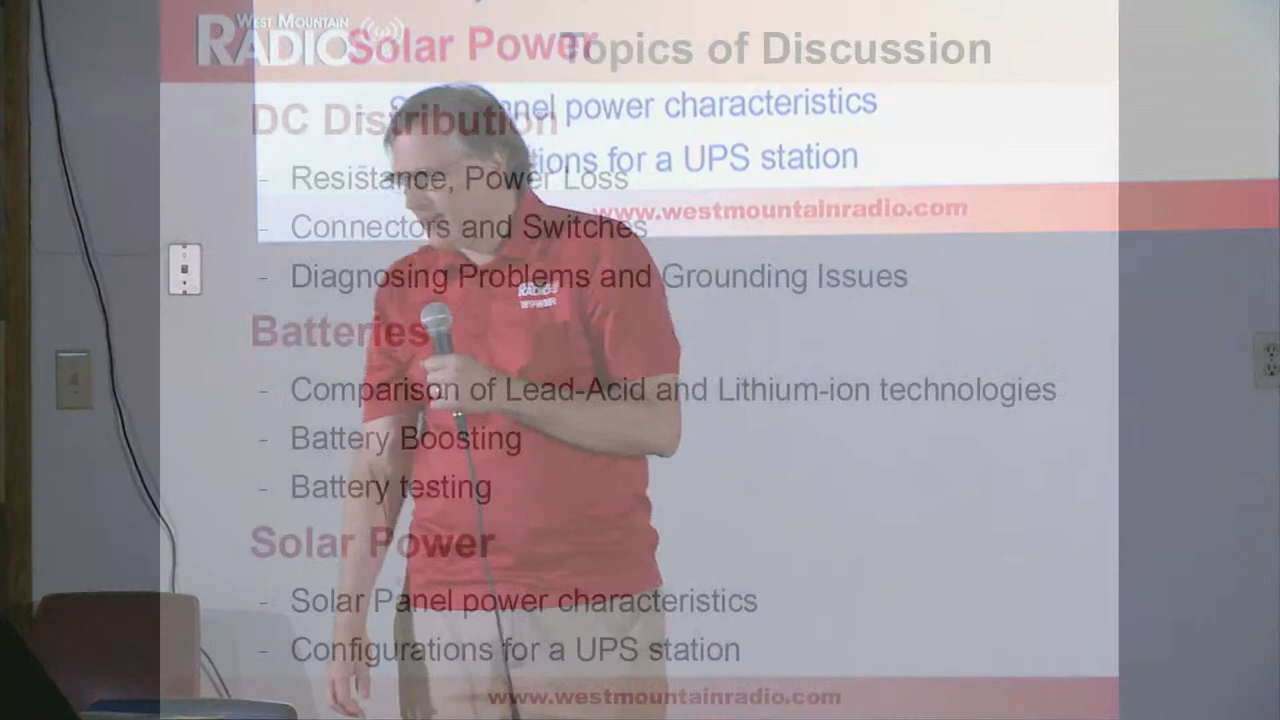 WEST MOUNTAIN
RADIO
Solar Power
Topics of Discussion
DC Distribution
panel power characteristics
for a UPS station
- Resistance, Power Loss
www.westmountainradio.com
- Connectors and Switches
- Diagnosing Problems and Grounding Issues
RADIO
Batteries
- Comparison of Lead-Acid and Lithium-ion technologies
- Battery Boosting
- Battery testing
Solar Power
- Solar Panel power characteristics
- Configurations for a UPS station
www.westmountainradio.com